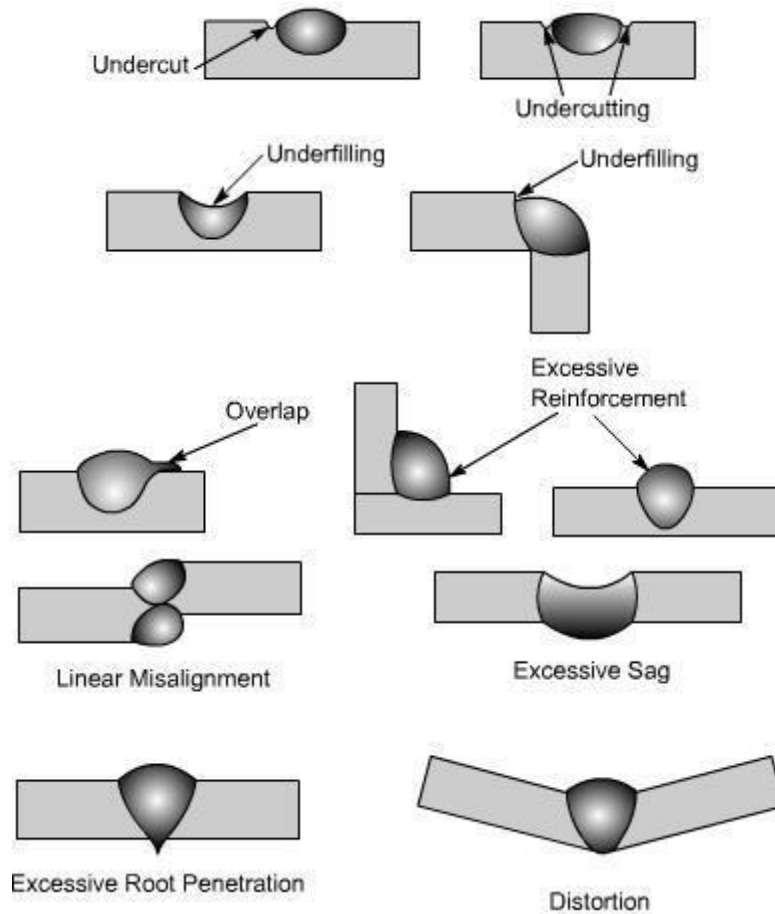 Undercut
Undercutting
Underfilling
Underfilling
Overlap
Excessive
Reinforcement
Linear Misalignment
Excessive Sag
Excessive Root Penetration
Distortion